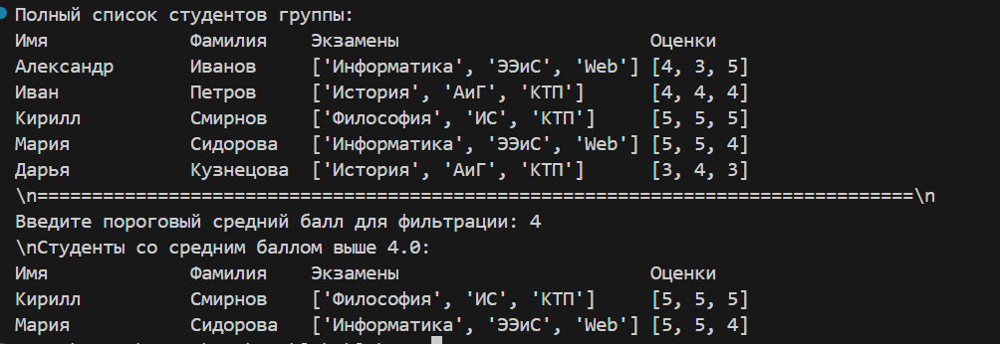 Полный список студентов группы:
Имя Фамилия Экзамены Оценки
Александр Иванов ['Информатика', 'ЭЭиС', 'Web'] [4, 3, 5]
Иван Петров ['История', 'АиГ', 'КТП'] [4, 4, 4]
Кирилл Смирнов ['Философия', 'ИС', 'КТП'] [5, 5, 5]
Мария Сидорова ['Информатика', 'ЭЭиС', 'Web'] [5, 5, 4]
Дарья Кузнецова ['История', 'АиГ', 'КТП'] [3, 4, 3]
\n================================================================================\n
Введите пороговый средний балл для фильтрации: 4
\nСтуденты со средним баллом выше 4.0:
Имя Фамилия Экзамены Оценки
Кирилл Смирнов ['Философия', 'ИС', 'КТП'] [5, 5, 5]
Мария Сидорова ['Информатика', 'ЭЭиС', 'Web'] [5, 5, 4]